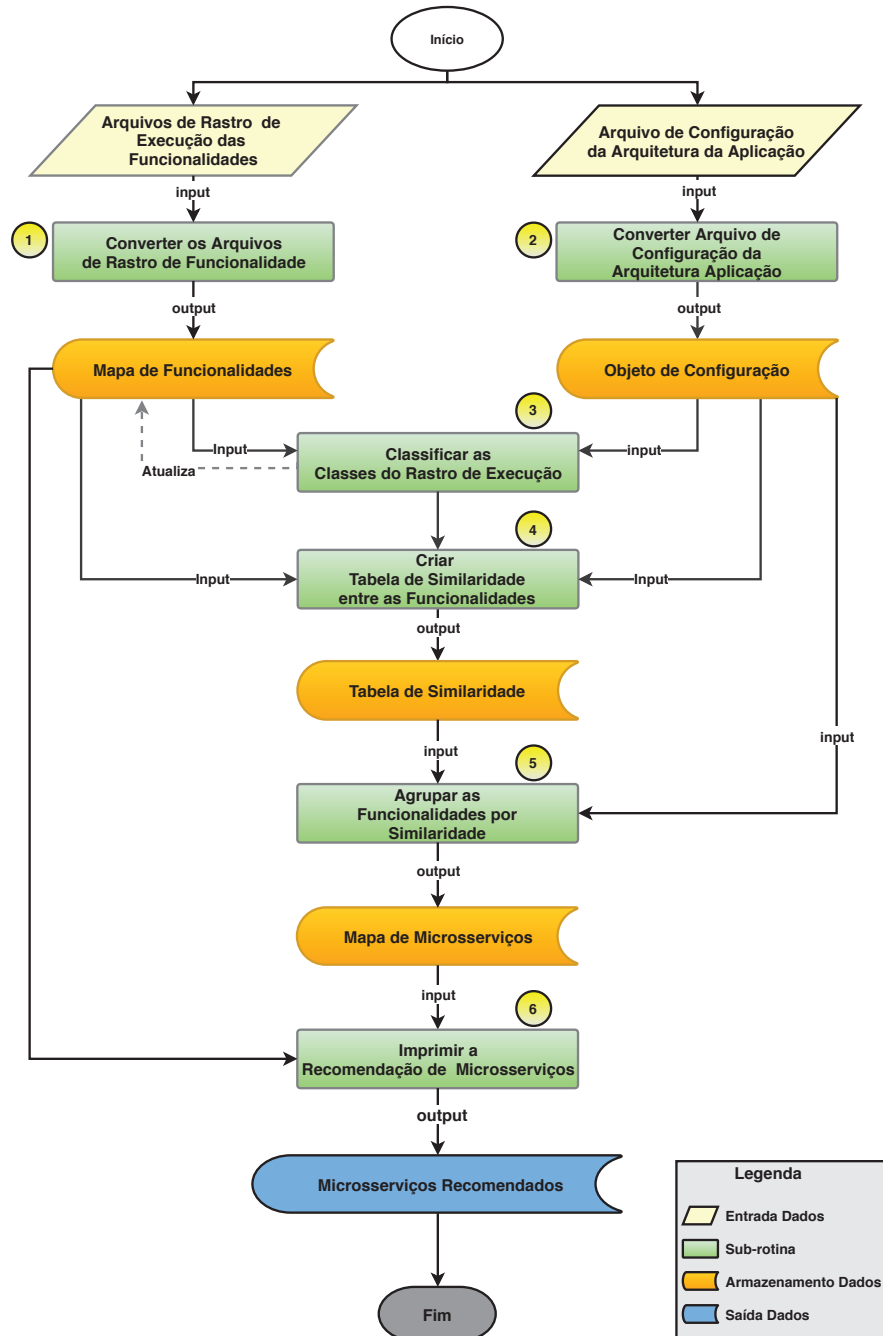 Início
Arquivos de Rastro de
Execução das
Funcionalidades
Arquivo de Configuração
da Arquitetura da Aplicação
input
input
1
Converter os Arquivos
de Rastro de Funcionalidade
2
Converter Arquivo de
Configuração da
Arquitetura Aplicação
output
output
Mapa de Funcionalidades
Objeto de Configuração
3
Input
input
Classificar as
Classes do Rastro de Execução
Atualiza
4
Input
Input
Criar
Tabela de Similaridade
entre as Funcionalidades
output
Tabela de Similaridade
input
input
5
Agrupar as
Funcionalidades por
Similaridade
output
Mapa de Microsserviços
input
6
Imprimir a
Recomendação de Microsserviços
output
Microsserviços Recomendados
Fim
Legenda
Entrada Dados
Sub-rotina
Armazenamento Dados
Saída Dados